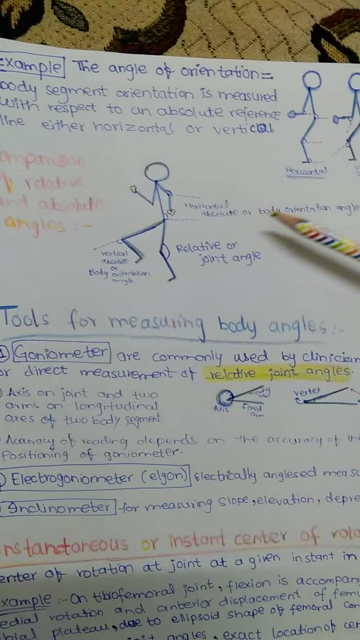 Example The angle of orientation =
body segment orientation is measured
with respect to an absolute reference
line either horizontal or vertical
Horizontal
comparison
of relative
and absolute
angles :-
Horizontal
absolute or body orientation angle
Relative or
joint angle
vertical
absolute
or
Body orientation
angle
Tools for measuring body angles :-
Goniometer are commonly used by clinician
or direct measurement of relative joint angles.
Axis on joint and two
arms on longitudinal
axes of two body segment
Axis
arm
vertex
Accuracy of reading depends on the accuracy of the
Positioning of goniometer.
Electrogoniometer (elgon) Electrically
Inclinometer - for measuring slope, elevation, depre
Instantaneous or instant center of rota
center of rotation at joint at a given instant in
Example :- On tibiofemoral joint, flexion is accompan
medial rotation and anterior displacement of fem
tibial plateau, due to ellipsoid shape of femoral con
angles, exact location of cen